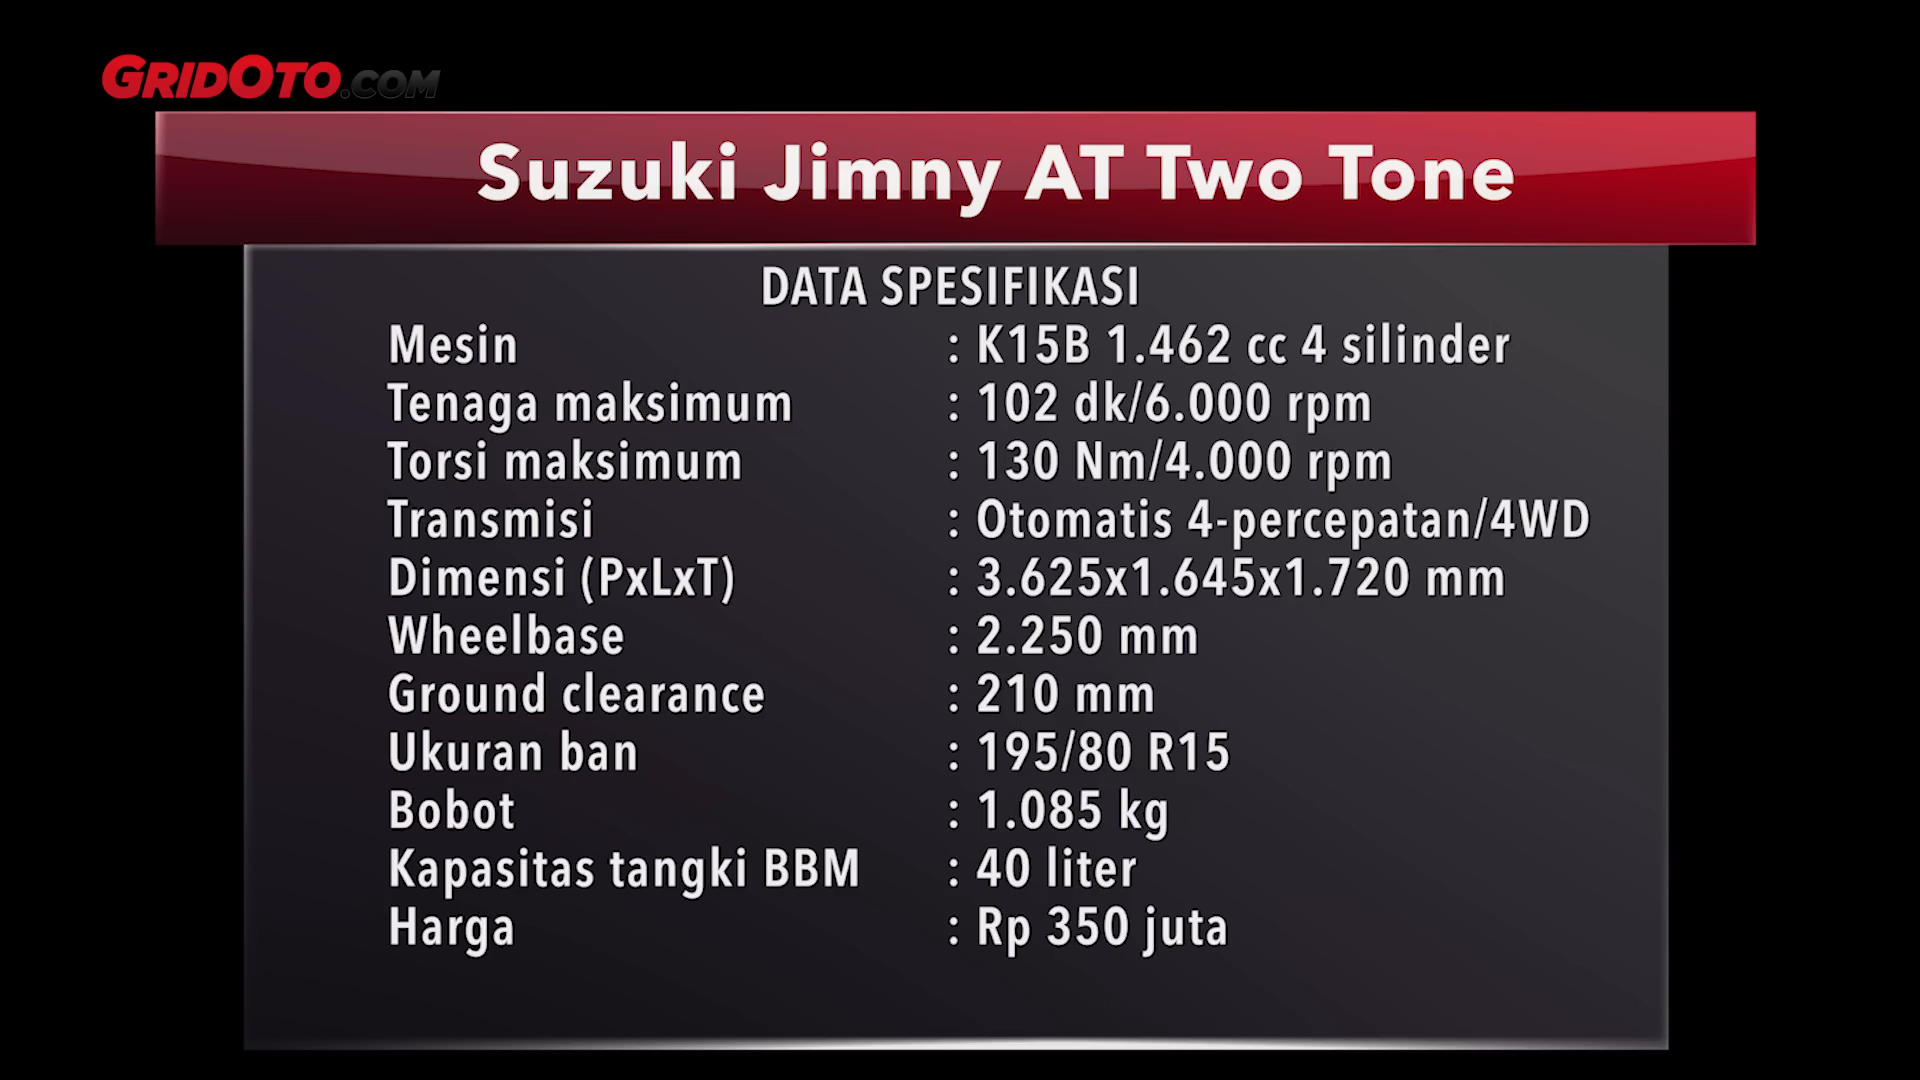 GRIDOTO.COM
Suzuki Jimny AT Two Tone
DATA SPESIFIKASI
Mesin : K15B 1.462 cc 4 silinder
Tenaga maksimum : 102 dk/6.000 rpm
Torsi maksimum : 130 Nm/4.000 rpm
Transmisi : Otomatis 4-percepatan/4WD
Dimensi (PxLxT) : 3.625x1.645x1.720 mm
Wheelbase : 2.250 mm
Ground clearance : 210 mm
Ukuran ban : 195/80 R15
Bobot : 1.085 kg
Kapasitas tangki BBM : 40 liter
Harga : Rp 350 juta